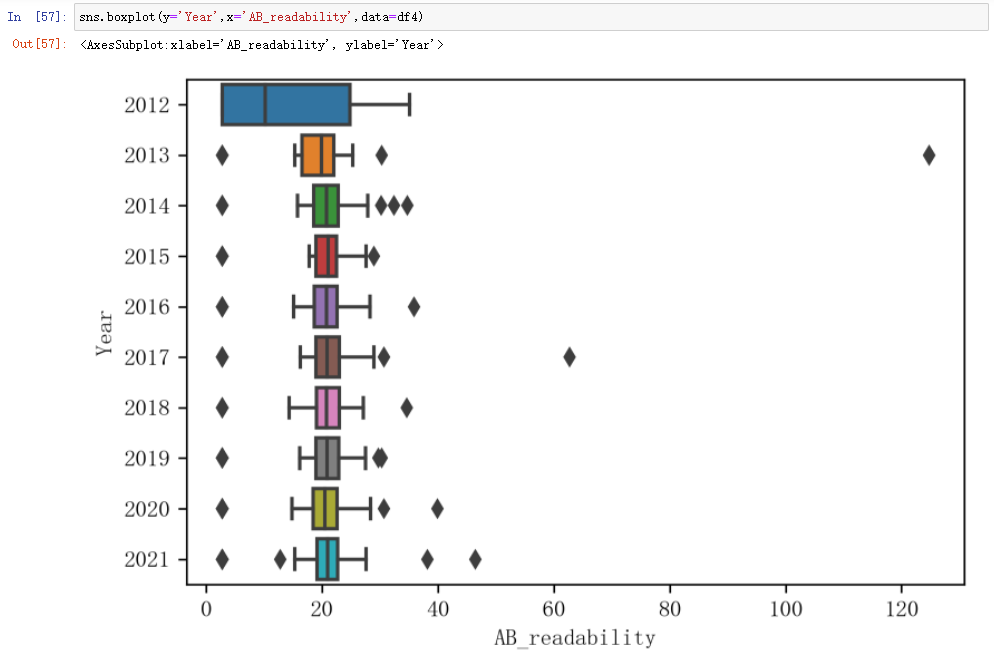 In [57]: sns.boxplot(y='Year',x='AB_readability',data=df4)
Out[57]: <AxesSubplot:xlabel='AB_readability', ylabel='Year'>
2012
2013
2014
2015
2016
2017
2018
2019
2020
2021
Year
0 20 40 60 80 100 120
AB_readability